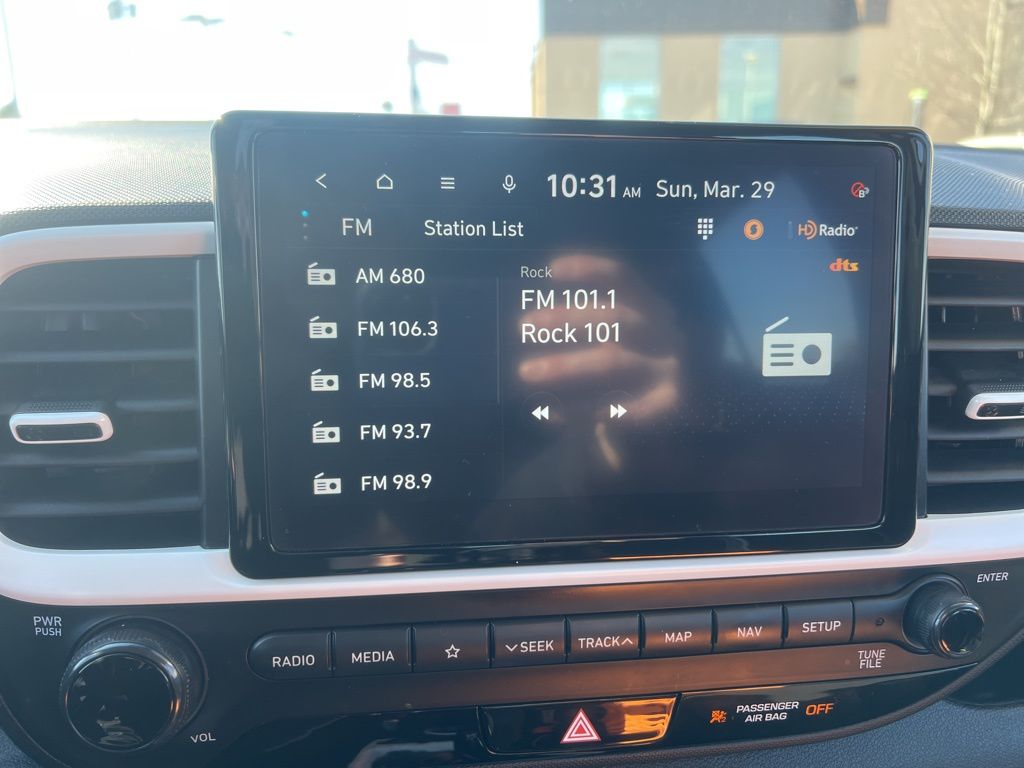 10:31 AM Sun, Mar. 29
B
FM Station List
HD Radio
dts
AM 680
FM 106.3
FM 98.5
FM 93.7
FM 98.9
Rock
FM 101.1
Rock 101
PWR
PUSH
VOL
RADIO
MEDIA
SEEK
TRACK
MAP
NAV
SETUP
ENTER
TUNE
FILE
PASSENGER
AIR BAG
OFF